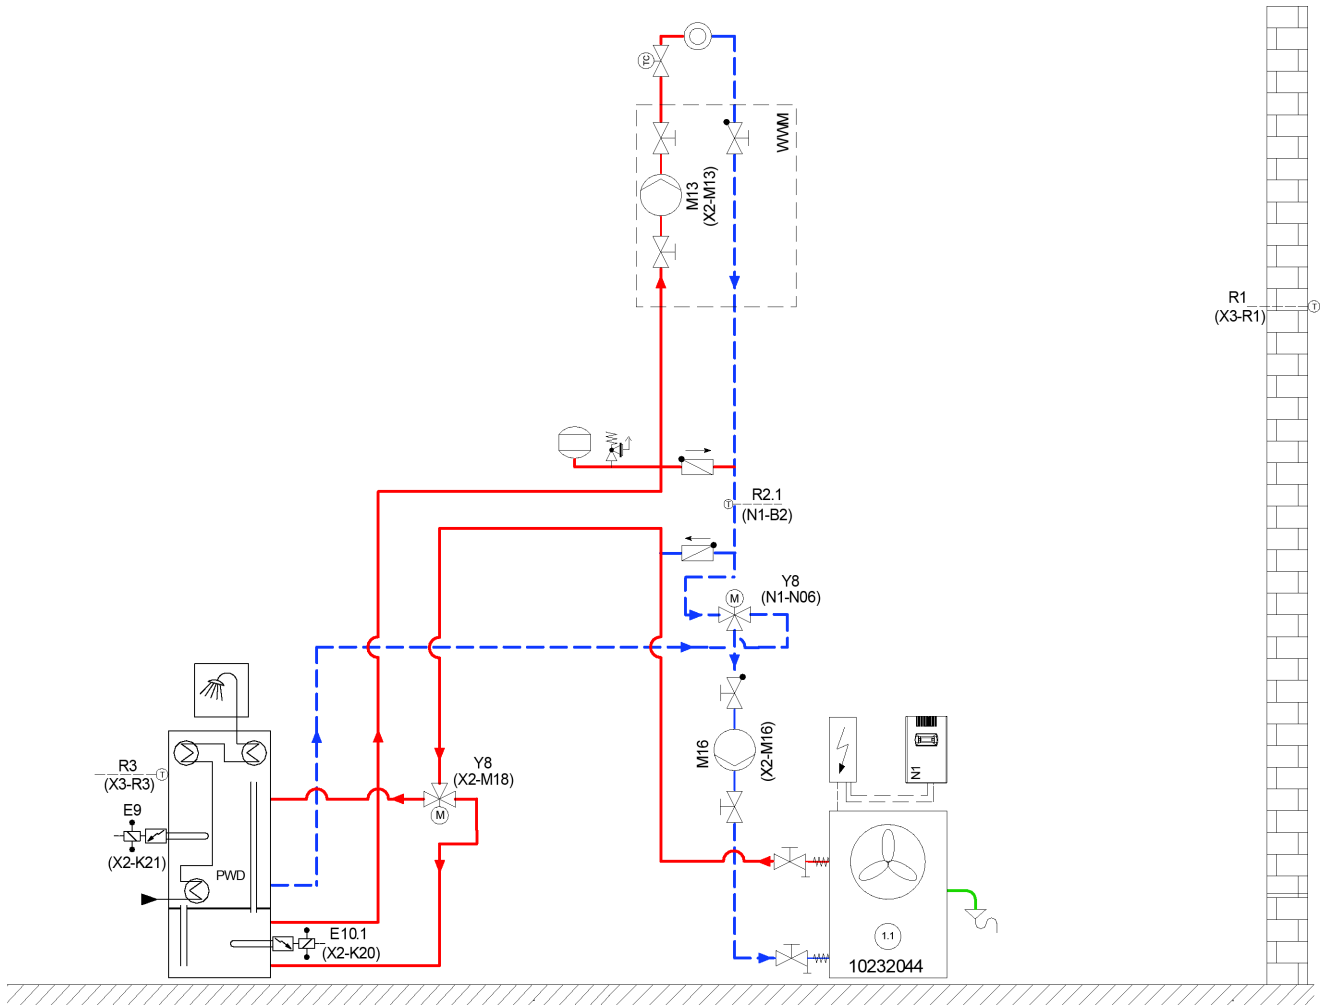 TC
WWM
M13
(X2-M13)
R1
(X3-R1)
T
R2.1
(N1-B2)
T
Y8
(N1-N06)
M
M16
(X2-M16)
Y8
(X2-M18)
M
R3
(X3-R3)
T
E9
(X2-K21)
PWD
E10.1
(X2-K20)
N1
1.1
10232044